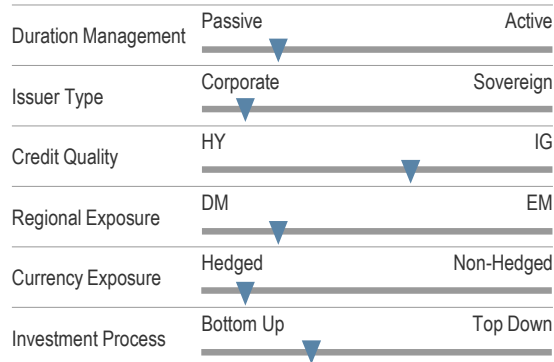 Duration Management Passive Active
Issuer Type Corporate Sovereign
Credit Quality HY IG
Regional Exposure DM EM
Currency Exposure Hedged Non-Hedged
Investment Process Bottom Up Top Down